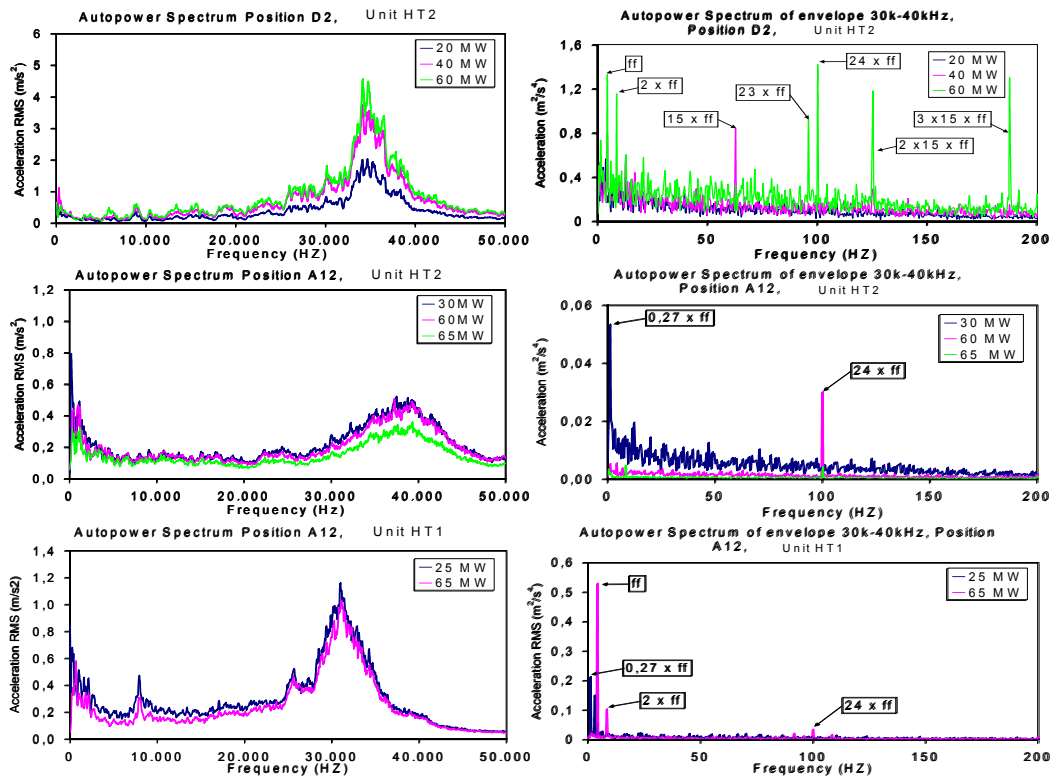 Autopower Spectrum Position D2, Unit HT2
Acceleration RMS (m/s²)
6
5
4
3
2
1
0
20 MW
40 MW
60 MW
0 10.000 20.000 30.000 40.000 50.000
Frequency (HZ)
Autopower Spectrum of envelope 30k-40kHz,
Position D2, Unit HT2
Acceleration (m²/s⁴)
1,6
1,2
0,8
0,4
0
ff
2 x ff
15 x ff
23 x ff
24 x ff
2 x15 x ff
3 x15 x ff
20 MW
40 MW
60 MW
0 50 100 150 200
Frequency (HZ)
Autopower Spectrum Position A12, Unit HT2
Acceleration RMS (m/s²)
1,2
1,0
0,8
0,6
0,4
0,2
0,0
30MW
60MW
65MW
0 10.000 20.000 30.000 40.000 50.000
Frequency (HZ)
Autopower Spectrum of envelope 30k-40kHz,
Position A12, Unit HT2
Acceleration (m²/s⁴)
0,06
0,04
0,02
0,00
0,27 x ff
24 x ff
30 MW
60 MW
65 MW
0 50 100 150 200
Frequency (HZ)
Autopower Spectrum Position A12, Unit HT1
Acceleration RMS (m/s2)
1,4
1,2
1,0
0,8
0,6
0,4
0,2
0,0
25 MW
65 MW
0 10.000 20.000 30.000 40.000 50.000
Frequency (HZ)
Autopower Spectrum of envelope 30k-40kHz, Position
A12, Unit HT1
Acceleration RMS (m²/s⁴)
0,6
0,5
0,4
0,3
0,2
0,1
0
ff
0,27 x ff
2 x ff
24 x ff
25 MW
65 MW
0 50 100 150 200
Frequency (HZ)